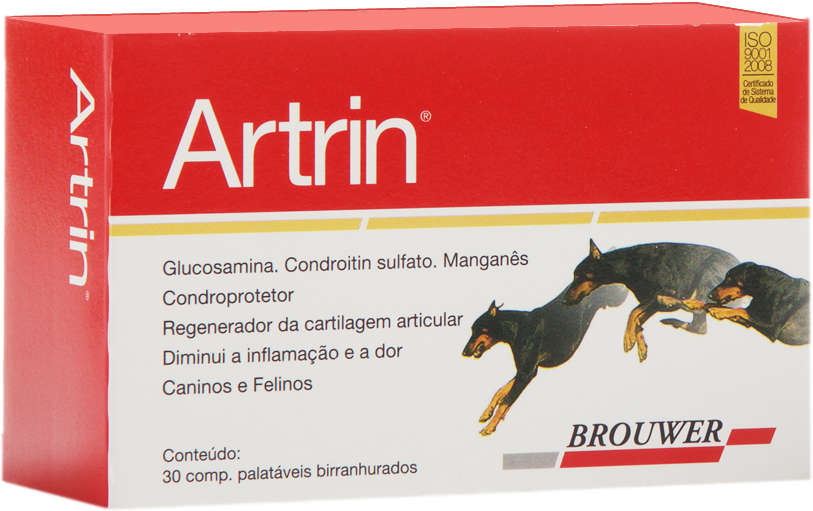 Artrin®
Artrin®
ISO
9001
2008
Certificado
de Sistema
de Qualidade
Glucosamina. Condroitin sulfato. Manganês
Condroprotetor
Regenerador da cartilagem articular
Diminui a inflamação e a dor
Caninos e Felinos
Conteúdo:
30 comp. palatáveis birranhurados
BROUWER